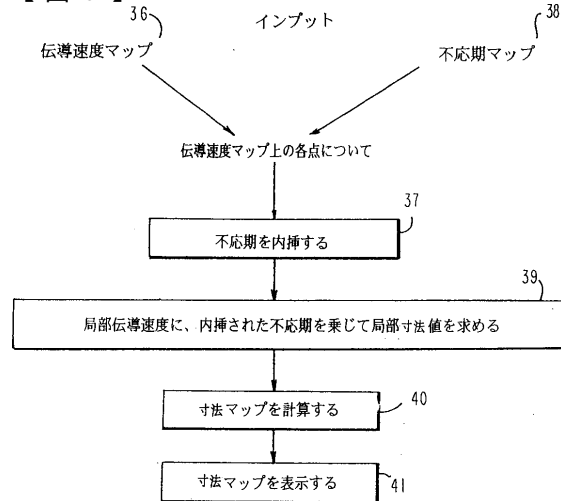 36
インプット
38
伝導速度マップ
不応期マップ
伝導速度マップ上の各点について
37
不応期を内挿する
39
局部伝導速度に、内挿された不応期を乗じて局部寸法値を求める
寸法マップを計算する
40
寸法マップを表示する
41